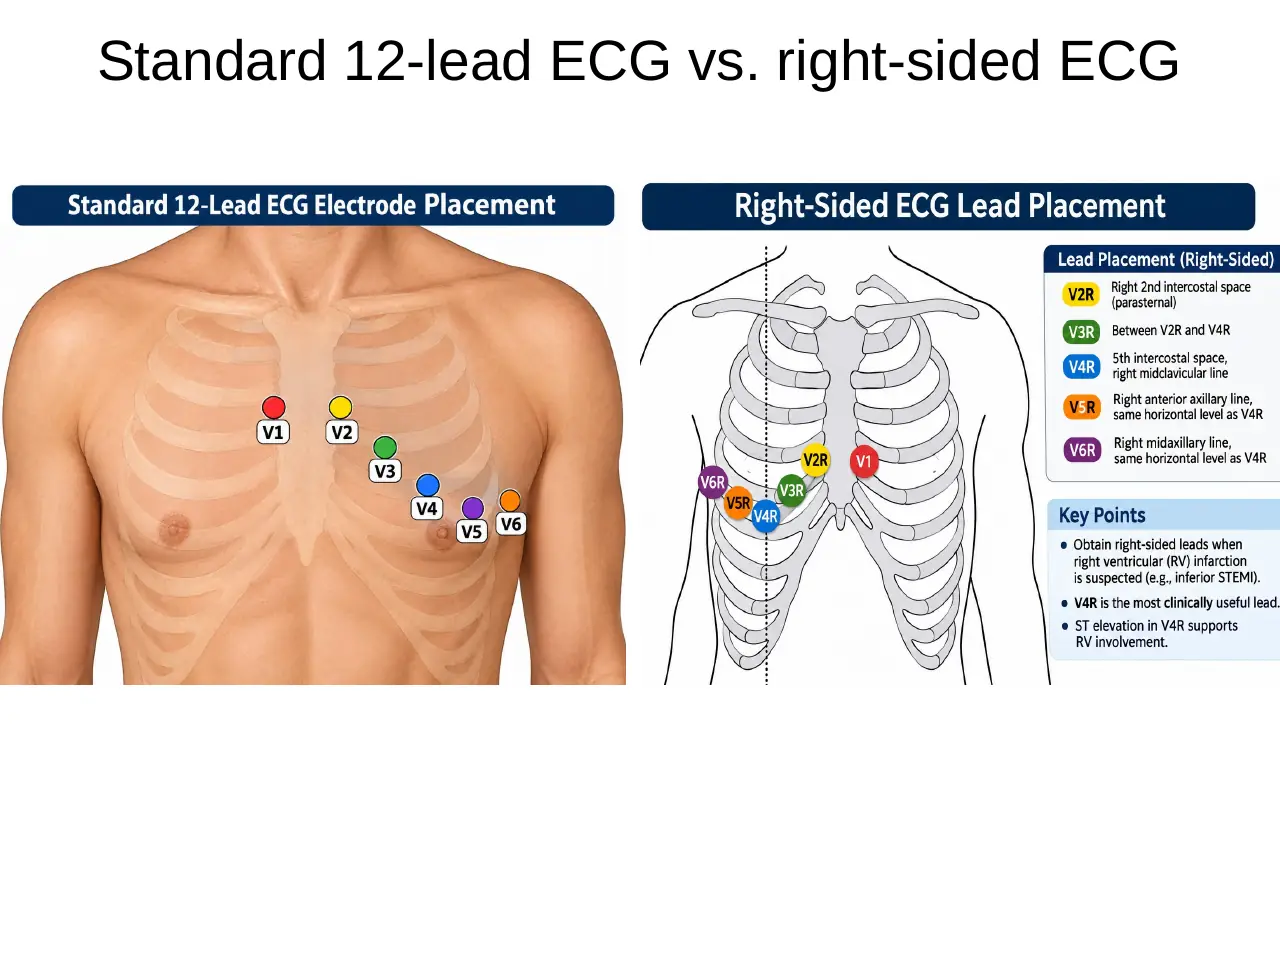 Standard 12-lead ECG vs. right-sided ECG
Standard 12-Lead ECG Electrode Placement
V1
V2
V3
V4
V5
V6
Right-Sided ECG Lead Placement
V6R
V5R
V4R
V3R
V2R
V1
Lead Placement (Right-Sided)
V2R
Right 2nd intercostal space
(parasternal)
V3R
Between V2R and V4R
V4R
5th intercostal space,
right midclavicular line
V5R
Right anterior axillary line,
same horizontal level as V4R
V6R
Right midaxillary line,
same horizontal level as V4R
Key Points
• Obtain right-sided leads when
right ventricular (RV) infarction
is suspected (e.g., inferior STEMI).
• V4R is the most clinically useful lead.
• ST elevation in V4R supports
RV involvement.